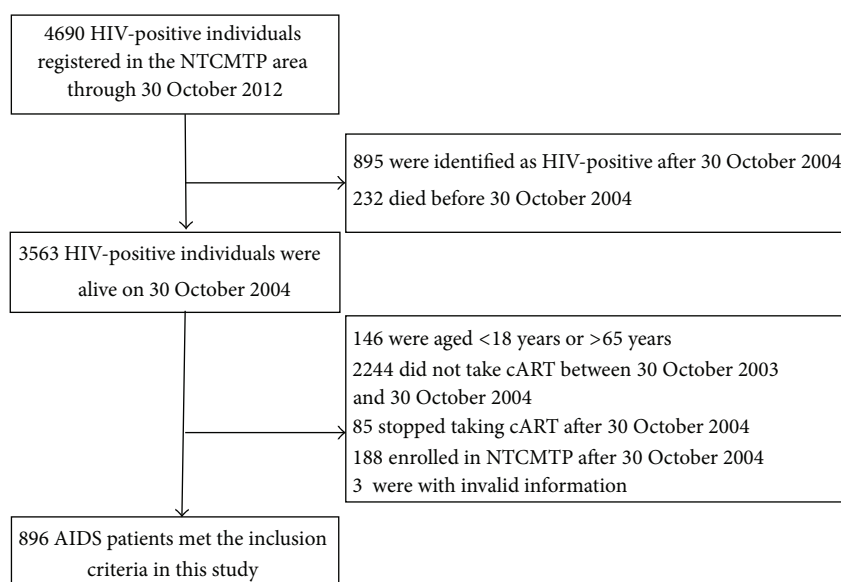 4690 HIV-positive individuals
registered in the NTCMTP area
through 30 October 2012
895 were identified as HIV-positive after 30 October 2004
232 died before 30 October 2004
3563 HIV-positive individuals were
alive on 30 October 2004
146 were aged <18 years or >65 years
2244 did not take cART between 30 October 2003
and 30 October 2004
85 stopped taking cART after 30 October 2004
188 enrolled in NTCMTP after 30 October 2004
3 were with invalid information
896 AIDS patients met the inclusion
criteria in this study